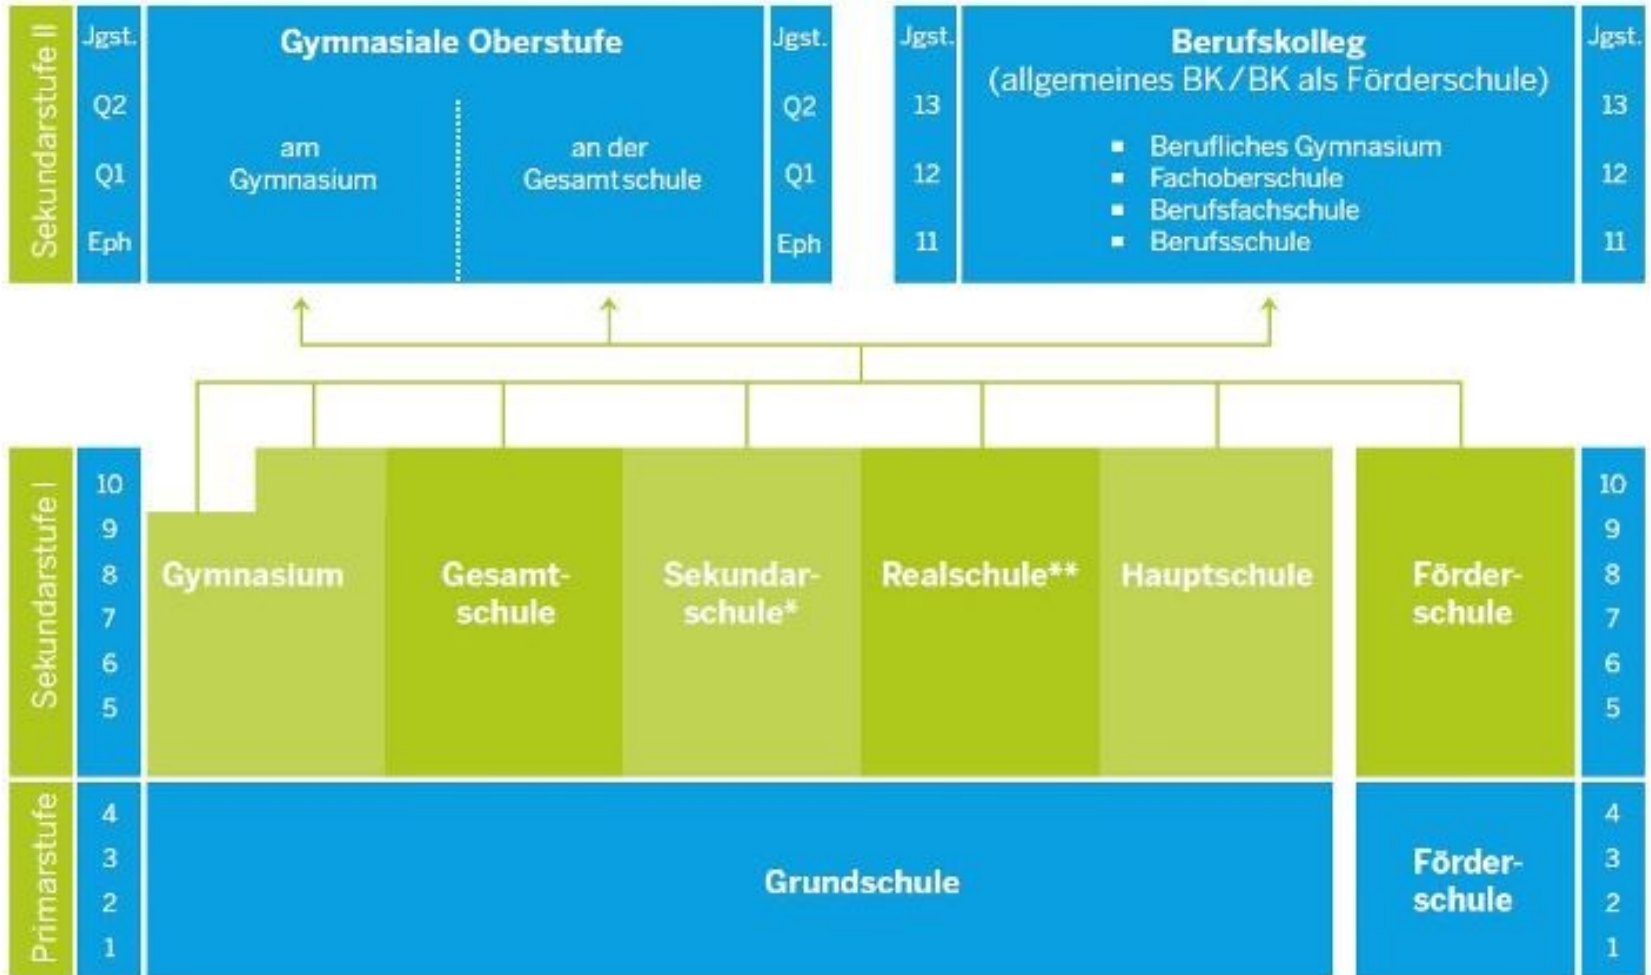 Sekundarstufe II
Jgst.
Q2
Q1
Eph
Gymnasiale Oberstufe
am
Gymnasium
an der
Gesamtschule
Jgst.
Q2
Q1
Eph
Jgst.
13
12
11
Berufskolleg
(allgemeines BK/BK als Förderschule)
▪ Berufliches Gymnasium
▪ Fachoberschule
▪ Berufsfachschule
▪ Berufsschule
Jgst.
13
12
11
Sekundarstufe I
10
9
8
7
6
5
Gymnasium
Gesamt-
schule
Sekundar-
schule*
Realschule**
Hauptschule
Förder-
schule
10
9
8
7
6
5
Primarstufe
4
3
2
1
Grundschule
Förder-
schule
4
3
2
1